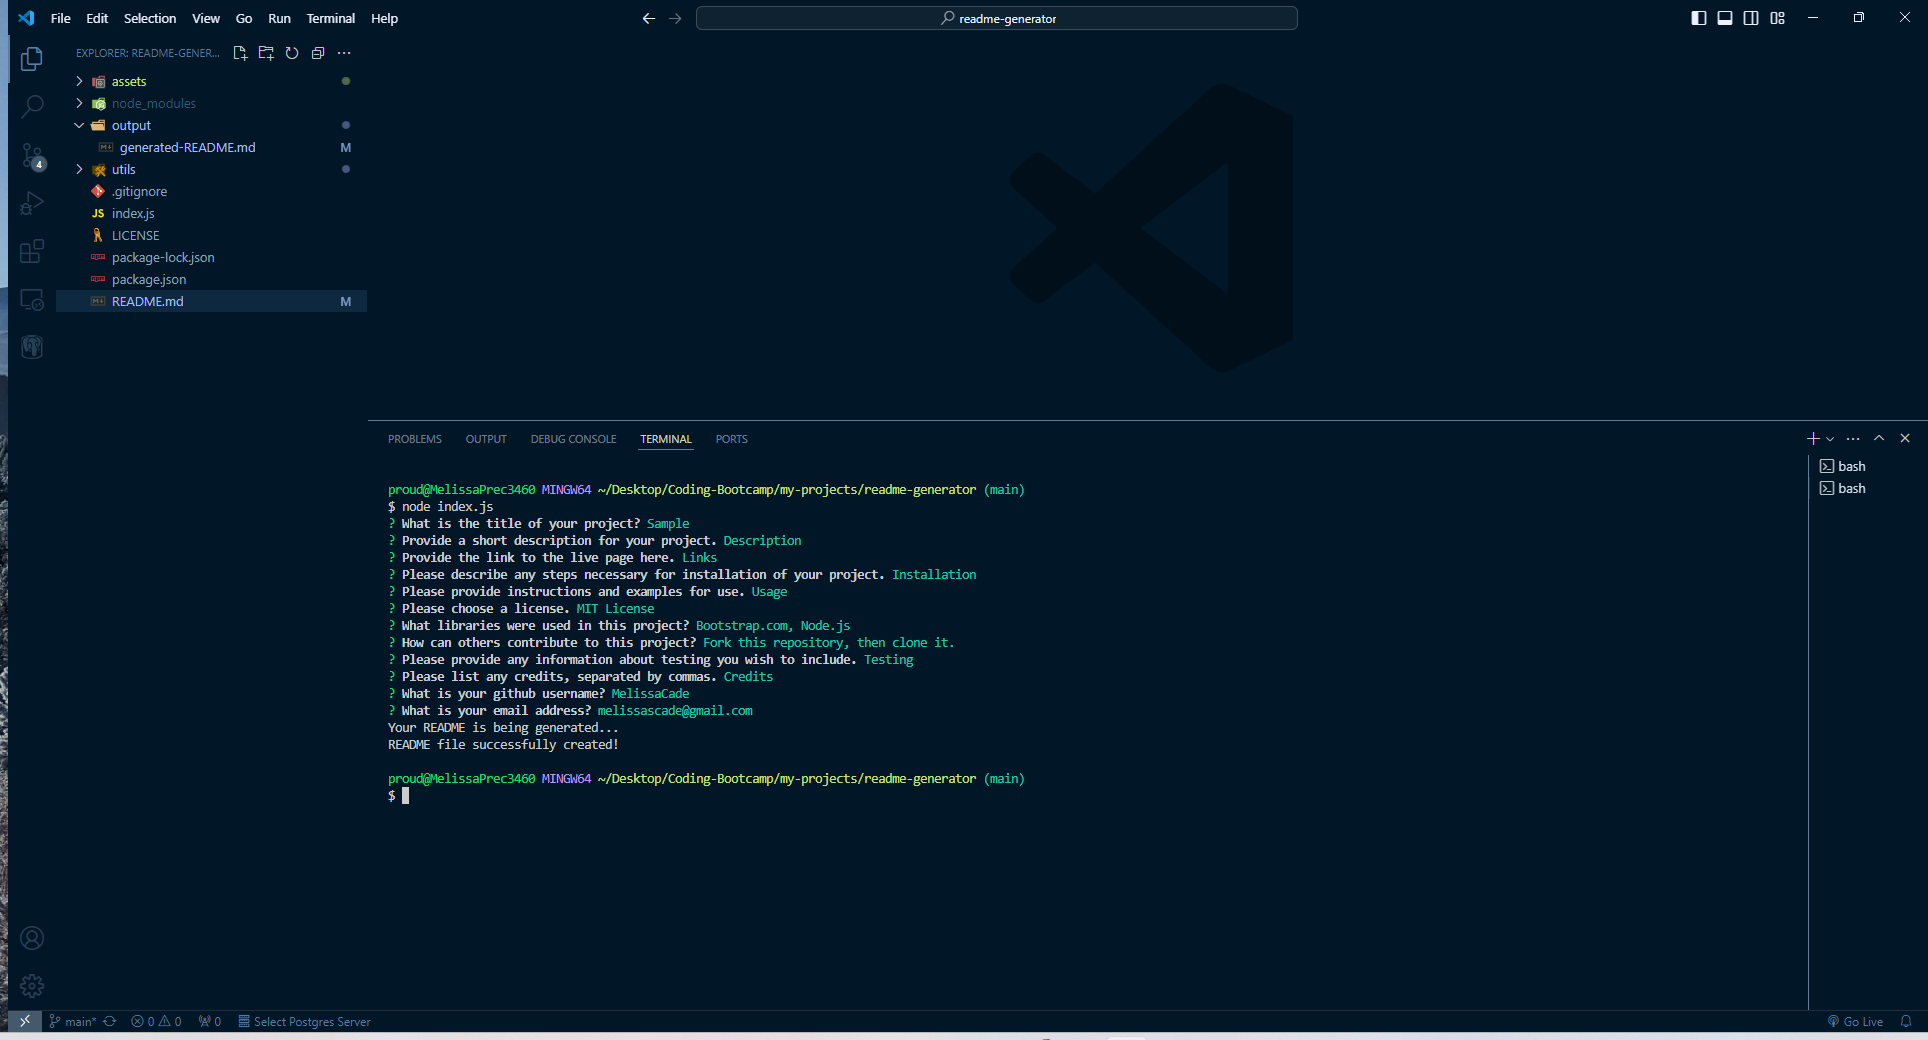 File Edit Selection View Go Run Terminal Help
readme-generator
EXPLORER: README-GENER...
assets
node_modules
output
generated-README.md M
utils
.gitignore
JS index.js
LICENSE
package-lock.json
package.json
README.md M
4
PROBLEMS OUTPUT DEBUG CONSOLE TERMINAL PORTS
bash
bash
proud@MelissaPrec3460 MINGW64 ~/Desktop/Coding-Bootcamp/my-projects/readme-generator (main)
$ node index.js
? What is the title of your project? Sample
? Provide a short description for your project. Description
? Provide the link to the live page here. Links
? Please describe any steps necessary for installation of your project. Installation
? Please provide instructions and examples for use. Usage
? Please choose a license. MIT License
? What libraries were used in this project? Bootstrap.com, Node.js
? How can others contribute to this project? Fork this repository, then clone it.
? Please provide any information about testing you wish to include. Testing
? Please list any credits, separated by commas. Credits
? What is your github username? MelissaCade
? What is your email address? melissascade@gmail.com
Your README is being generated...
README file successfully created!
proud@MelissaPrec3460 MINGW64 ~/Desktop/Coding-Bootcamp/my-projects/readme-generator (main)
$
main* 0 0 0 Select Postgres Server Go Live